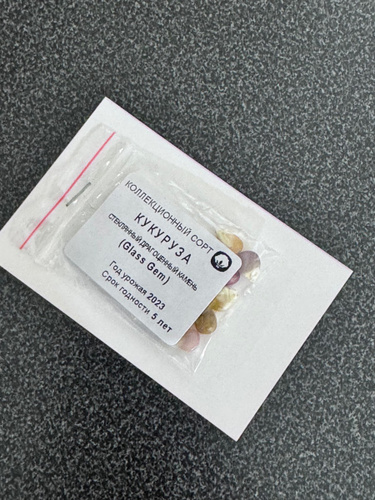 КОЛЛЕКЦИОННЫЙ СОРТ
КУКУРУЗА
СТЕКЛЯННЫЙ ДРАГОЦЕННЫЙ КАМЕНЬ
(Glass Gem)
Год урожая 2023
Срок годности 5 лет